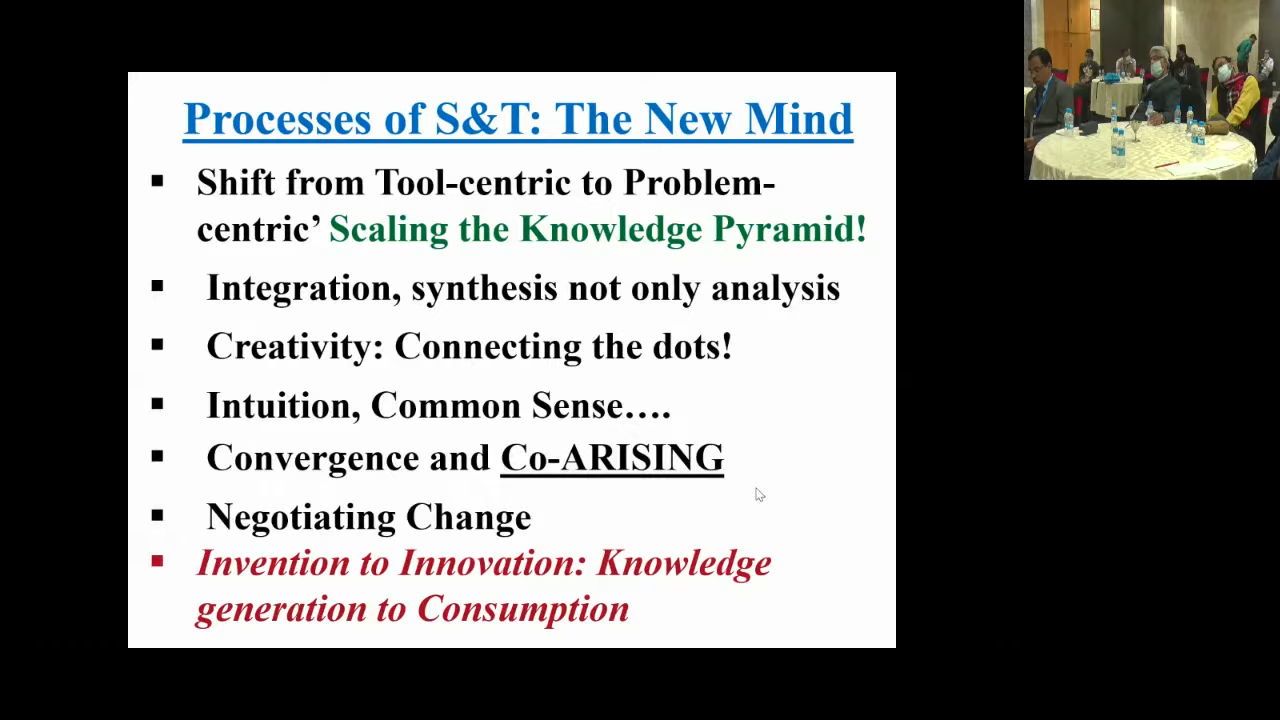 Processes of S&T: The New Mind
▪ Shift from Tool-centric to Problem-
centric’ Scaling the Knowledge Pyramid!
▪ Integration, synthesis not only analysis
▪ Creativity: Connecting the dots!
▪ Intuition, Common Sense….
▪ Convergence and Co-ARISING
▪ Negotiating Change
▪ Invention to Innovation: Knowledge
generation to Consumption